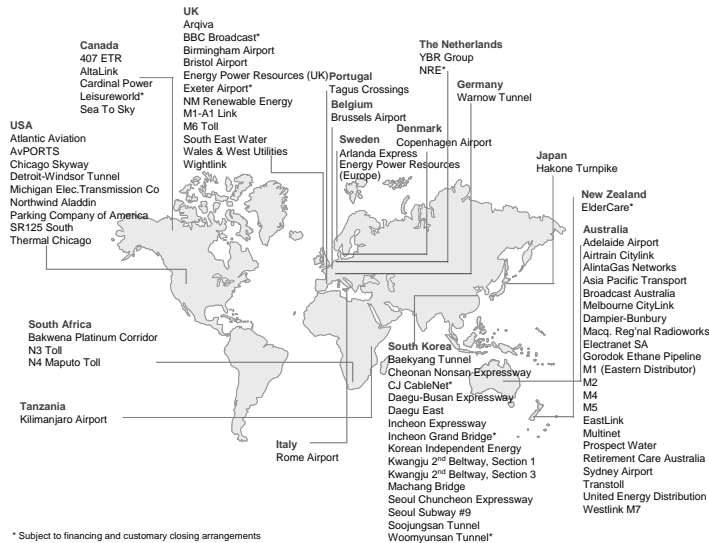 UK
Arqiva
BBC Broadcast*
Birmingham Airport
Bristol Airport
Energy Power Resources (UK)
Exeter Airport*
NM Renewable Energy
M1-A1 Link
M6 Toll
South East Water
Wales & West Utilities
Wightlink
Canada
407 ETR
AltaLink
Cardinal Power
Leisureworld*
Sea To Sky
USA
Atlantic Aviation
AvPORTS
Chicago Skyway
Detroit-Windsor Tunnel
Michigan Elec.Transmission Co
Northwind Aladdin
Parking Company of America
SR125 South
Thermal Chicago
Portugal
Tagus Crossings
Belgium
Brussels Airport
Sweden
Arlanda Express
Energy Power Resources
(Europe)
Denmark
Copenhagen Airport
The Netherlands
YBR Group
NRE*
Germany
Warnow Tunnel
Japan
Hakone Turnpike
New Zealand
ElderCare*
Australia
Adelaide Airport
Airtrain Citylink
AlintaGas Networks
Asia Pacific Transport
Broadcast Australia
Melbourne CityLink
Dampier-Bunbury
Macq. Reg'nal Radioworks
Electranet SA
Gorodok Ethane Pipeline
M1 (Eastern Distributor)
M2
M4
M5
EastLink
Multinet
Prospect Water
Retirement Care Australia
Sydney Airport
Transtoll
United Energy Distribution
Westlink M7
South Africa
Bakwena Platinum Corridor
N3 Toll
N4 Maputo Toll
Tanzania
Kilimanjaro Airport
Italy
Rome Airport
South Korea
Baekyang Tunnel
Cheonan Nonsan Expressway
CJ CableNet*
Daegu-Busan Expressway
Daegu East
Incheon Expressway
Incheon Grand Bridge*
Korean Independent Energy
Kwangju 2nd Beltway, Section 1
Kwangju 2nd Beltway, Section 3
Machang Bridge
Seoul Chuncheon Expressway
Seoul Subway #9
Soojungsan Tunnel
Woomyunsan Tunnel*
* Subject to financing and customary closing arrangements